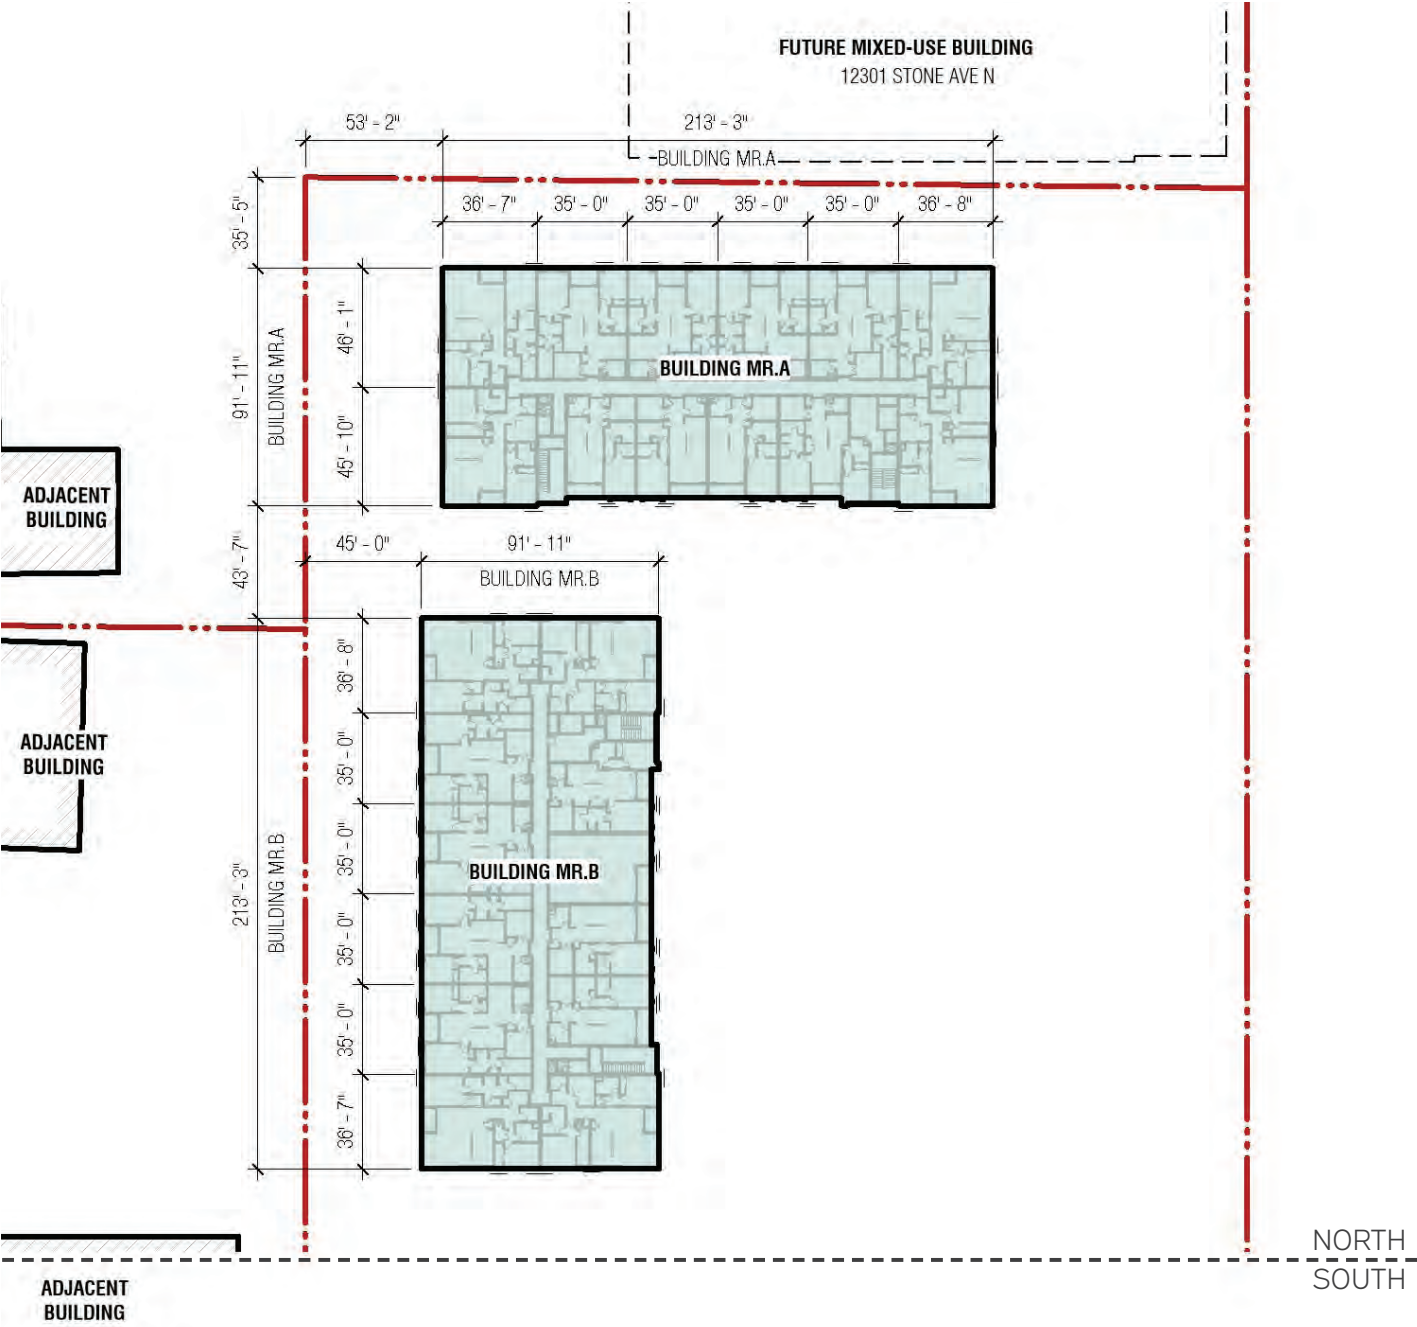 FUTURE MIXED-USE BUILDING
12301 STONE AVE N
53' - 2"
213' - 3"
BUILDING MR.A
36' - 7"
35' - 0"
35' - 0"
35' - 0"
35' - 0"
36' - 8"
35' - 5"
91' - 11"
BUILDING MR.A
46' - 1"
45' - 10"
BUILDING MR.A
ADJACENT
BUILDING
43' - 7"
45' - 0"
91' - 11"
BUILDING MR.B
36' - 8"
35' - 0"
35' - 0"
35' - 0"
35' - 0"
36' - 7"
213' - 3"
BUILDING MR.B
BUILDING MR.B
ADJACENT
BUILDING
NORTH
SOUTH
ADJACENT
BUILDING